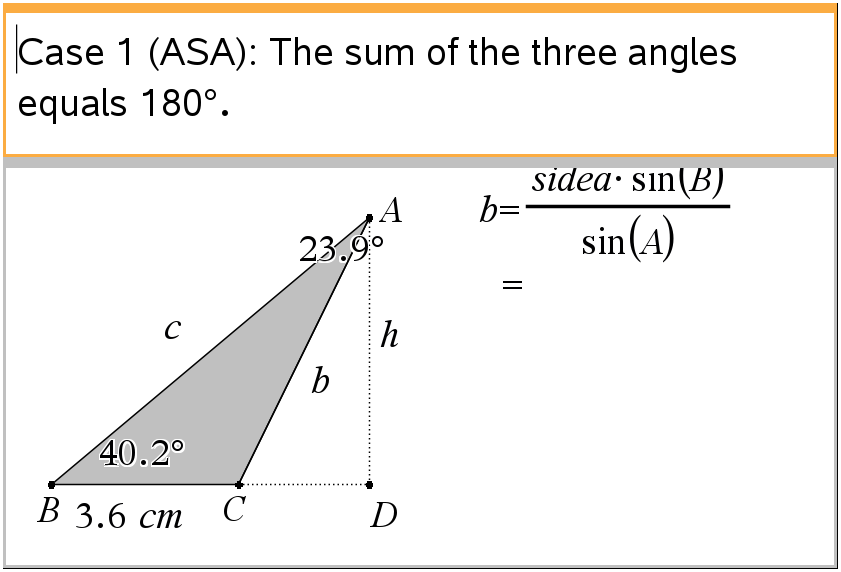 Case 1 (ASA): The sum of the three angles
equals 180°.
sidea· sin(B)
b=
sin(A)
=
A
23.9°
c
h
b
40.2°
B 3.6 cm C D